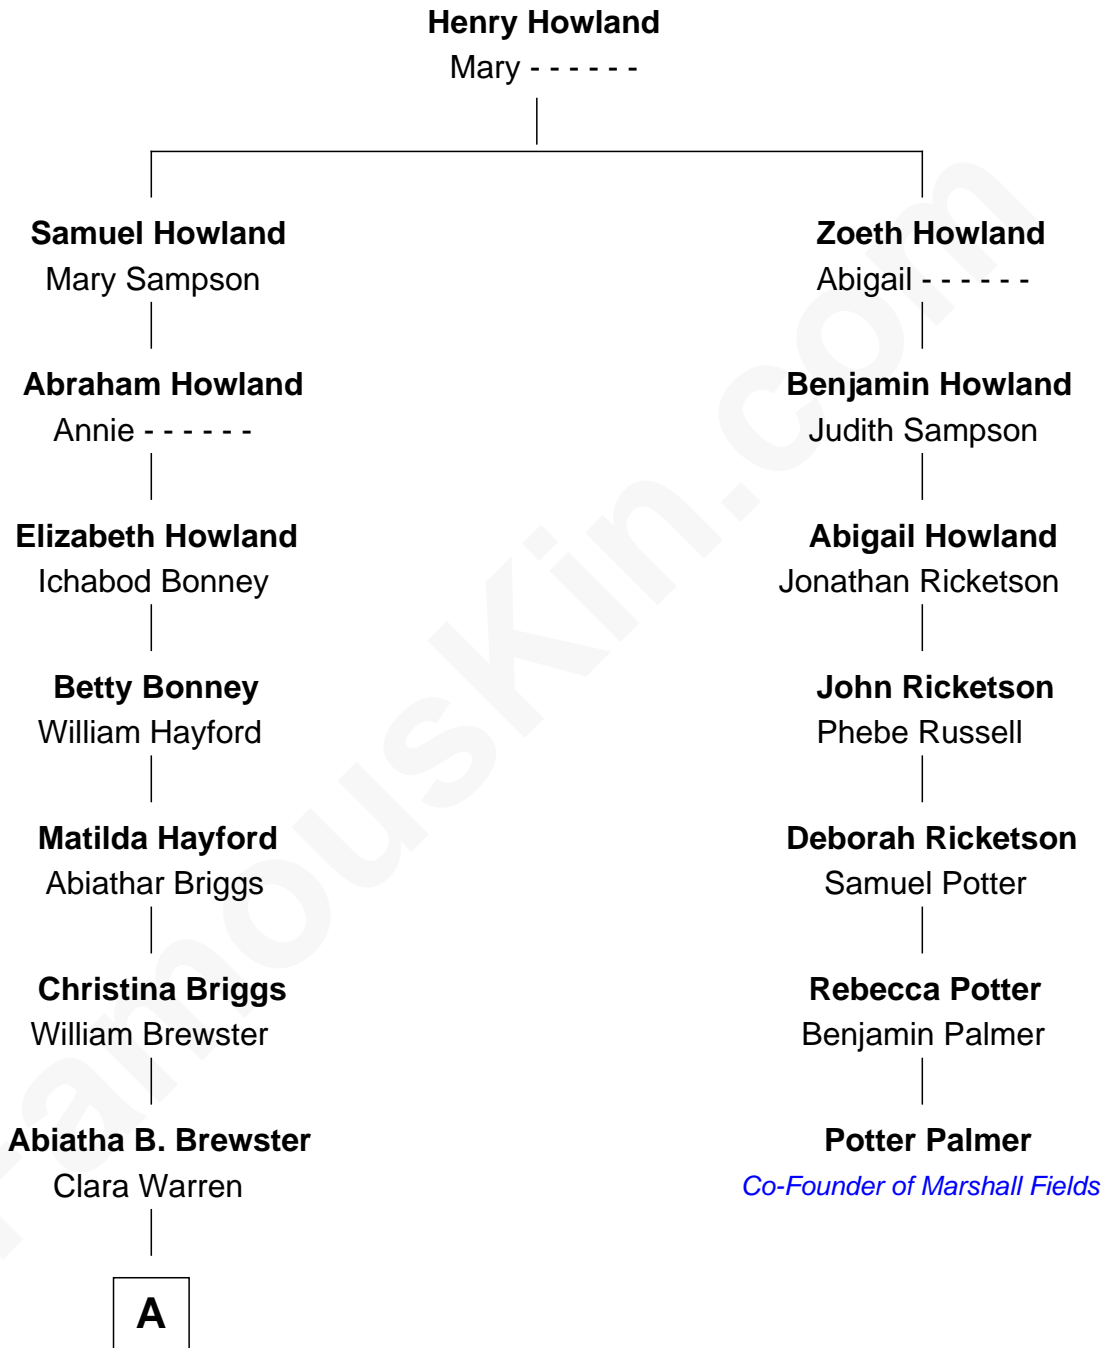 Henry Howland
Mary - - - - - -
Samuel Howland
Mary Sampson
Zoeth Howland
Abigail - - - - - -
Abraham Howland
Annie - - - - - -
Benjamin Howland
Judith Sampson
Elizabeth Howland
Ichabod Bonney
Abigail Howland
Jonathan Ricketson
Betty Bonney
William Hayford
John Ricketson
Phebe Russell
Matilda Hayford
Abiathar Briggs
Deborah Ricketson
Samuel Potter
Christina Briggs
William Brewster
Rebecca Potter
Benjamin Palmer
Abiatha B. Brewster
Clara Warren
Potter Palmer
Co-Founder of Marshall Fields
A
FamousKin.com